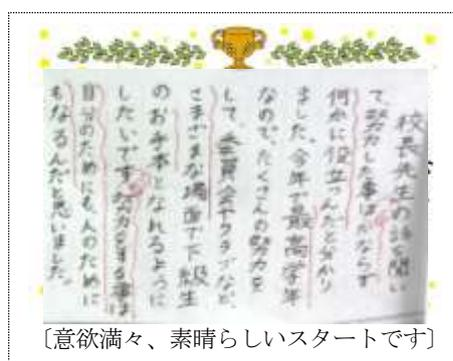 校長先生の話を聞い
て、努力した事はかならず
何かに役立つんだと分かり
ました。今年で最高学年
なので、たくさんの努力を
して、委員会やクラブなど、
さまざまな場面で下級生
のお手本となれるように
したいです。努力をする事は
自分のためにも、人のために
もなるんだと思いました。
〔意欲満々、素晴らしいスタートです〕